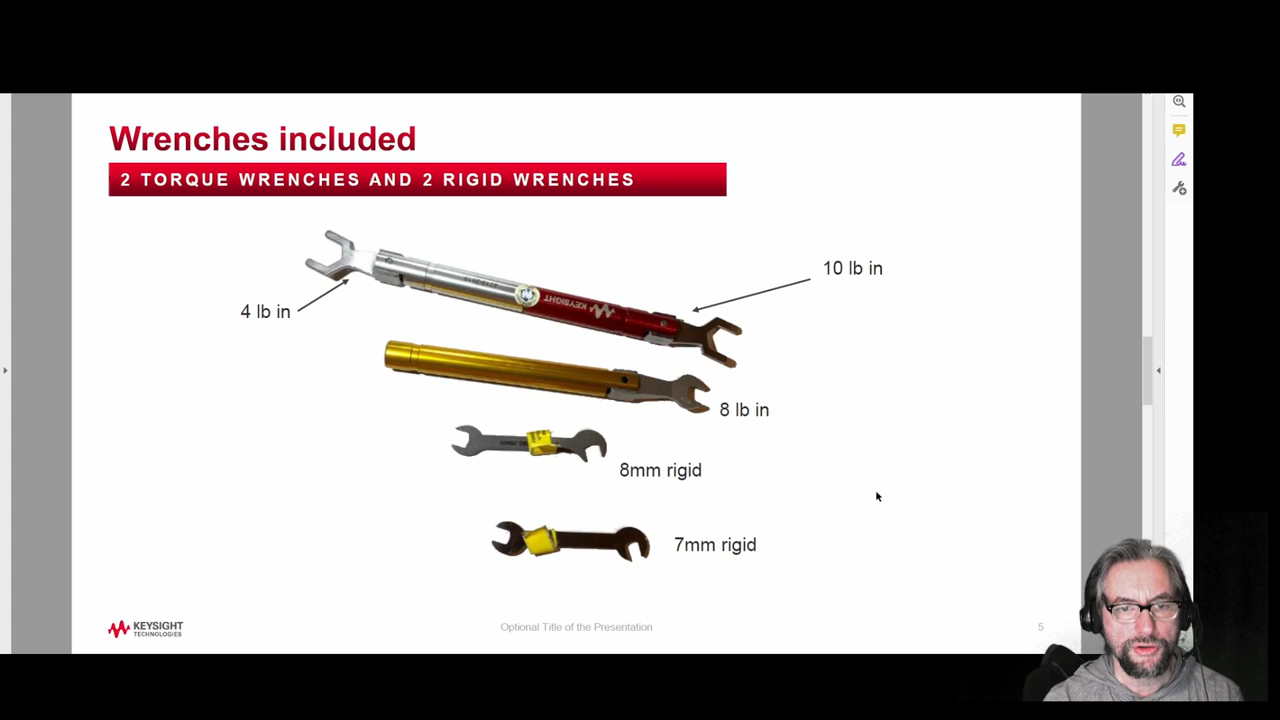 Wrenches included
2 TORQUE WRENCHES AND 2 RIGID WRENCHES
10 lb in
4 lb in
KEYSIGHT
8 lb in
8mm rigid
7mm rigid
KEYSIGHT
TECHNOLOGIES
Optional Title of the Presentation
5